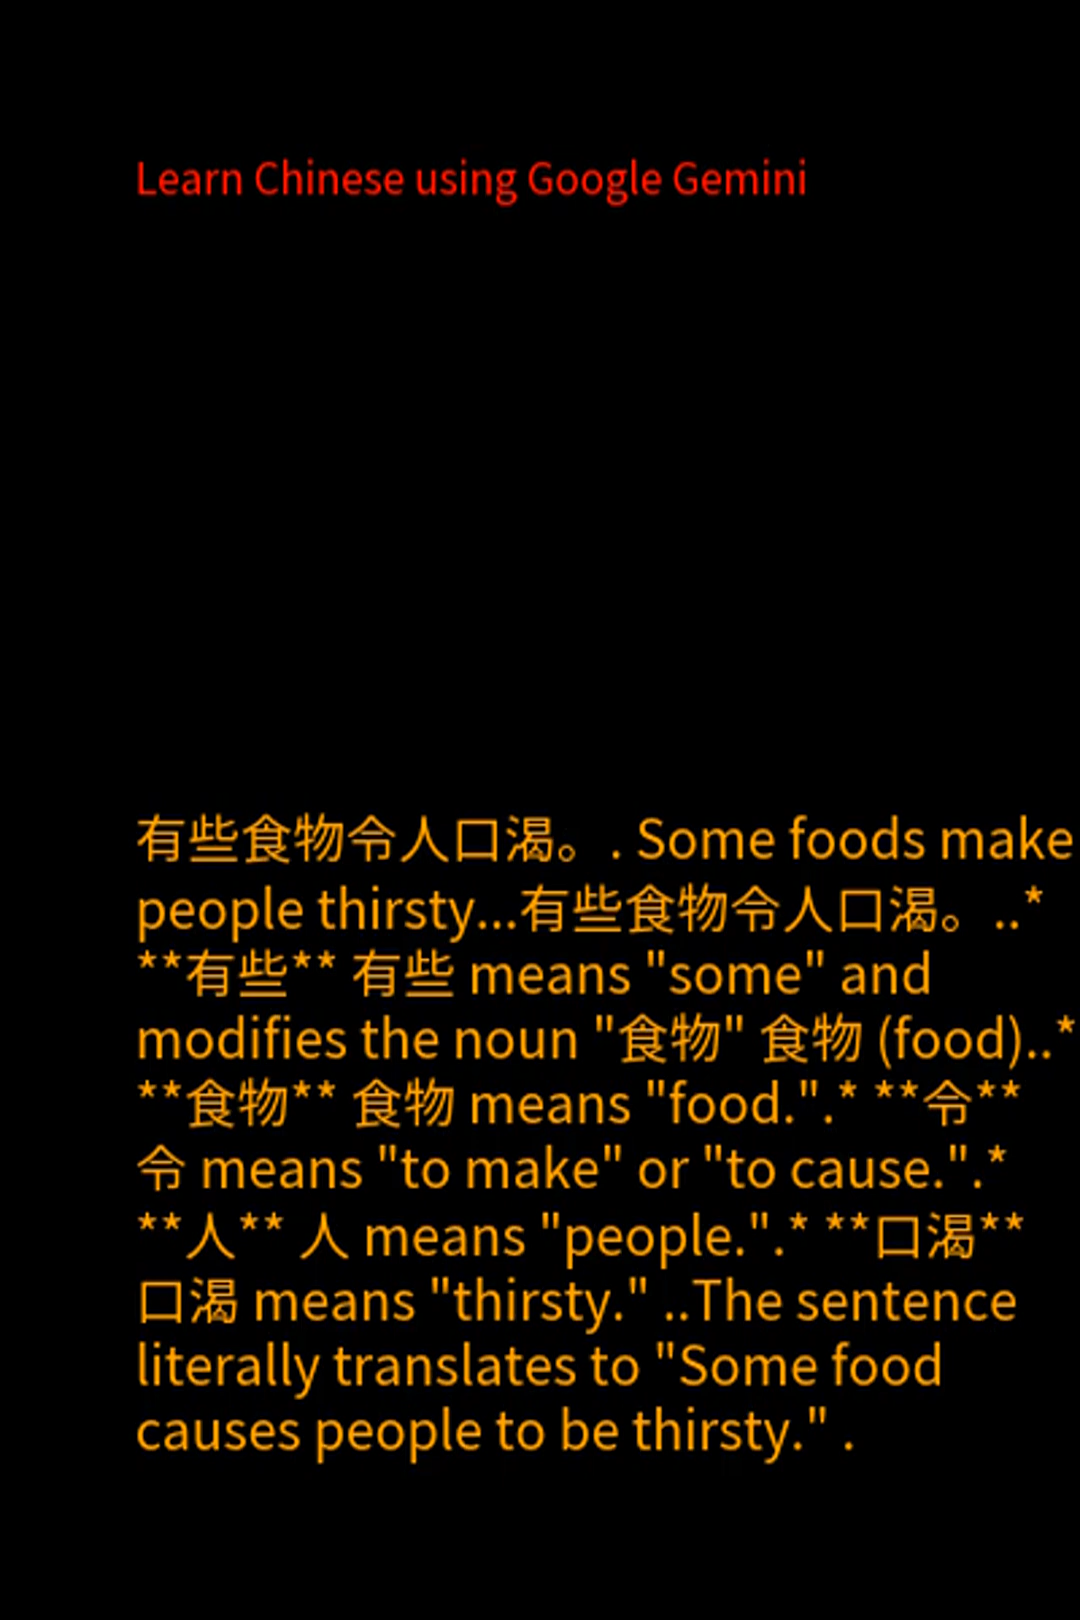 Learn Chinese using Google Gemini
有些食物令人口渴。. Some foods make
people thirsty...有些食物令人口渴。..*
**有些** 有些 means "some" and
modifies the noun "食物" 食物 (food)..*
**食物** 食物 means "food.".* **令**
令 means "to make" or "to cause.".*
**人** 人 means "people.".* **口渴**
口渴 means "thirsty." ..The sentence
literally translates to "Some food
causes people to be thirsty." .